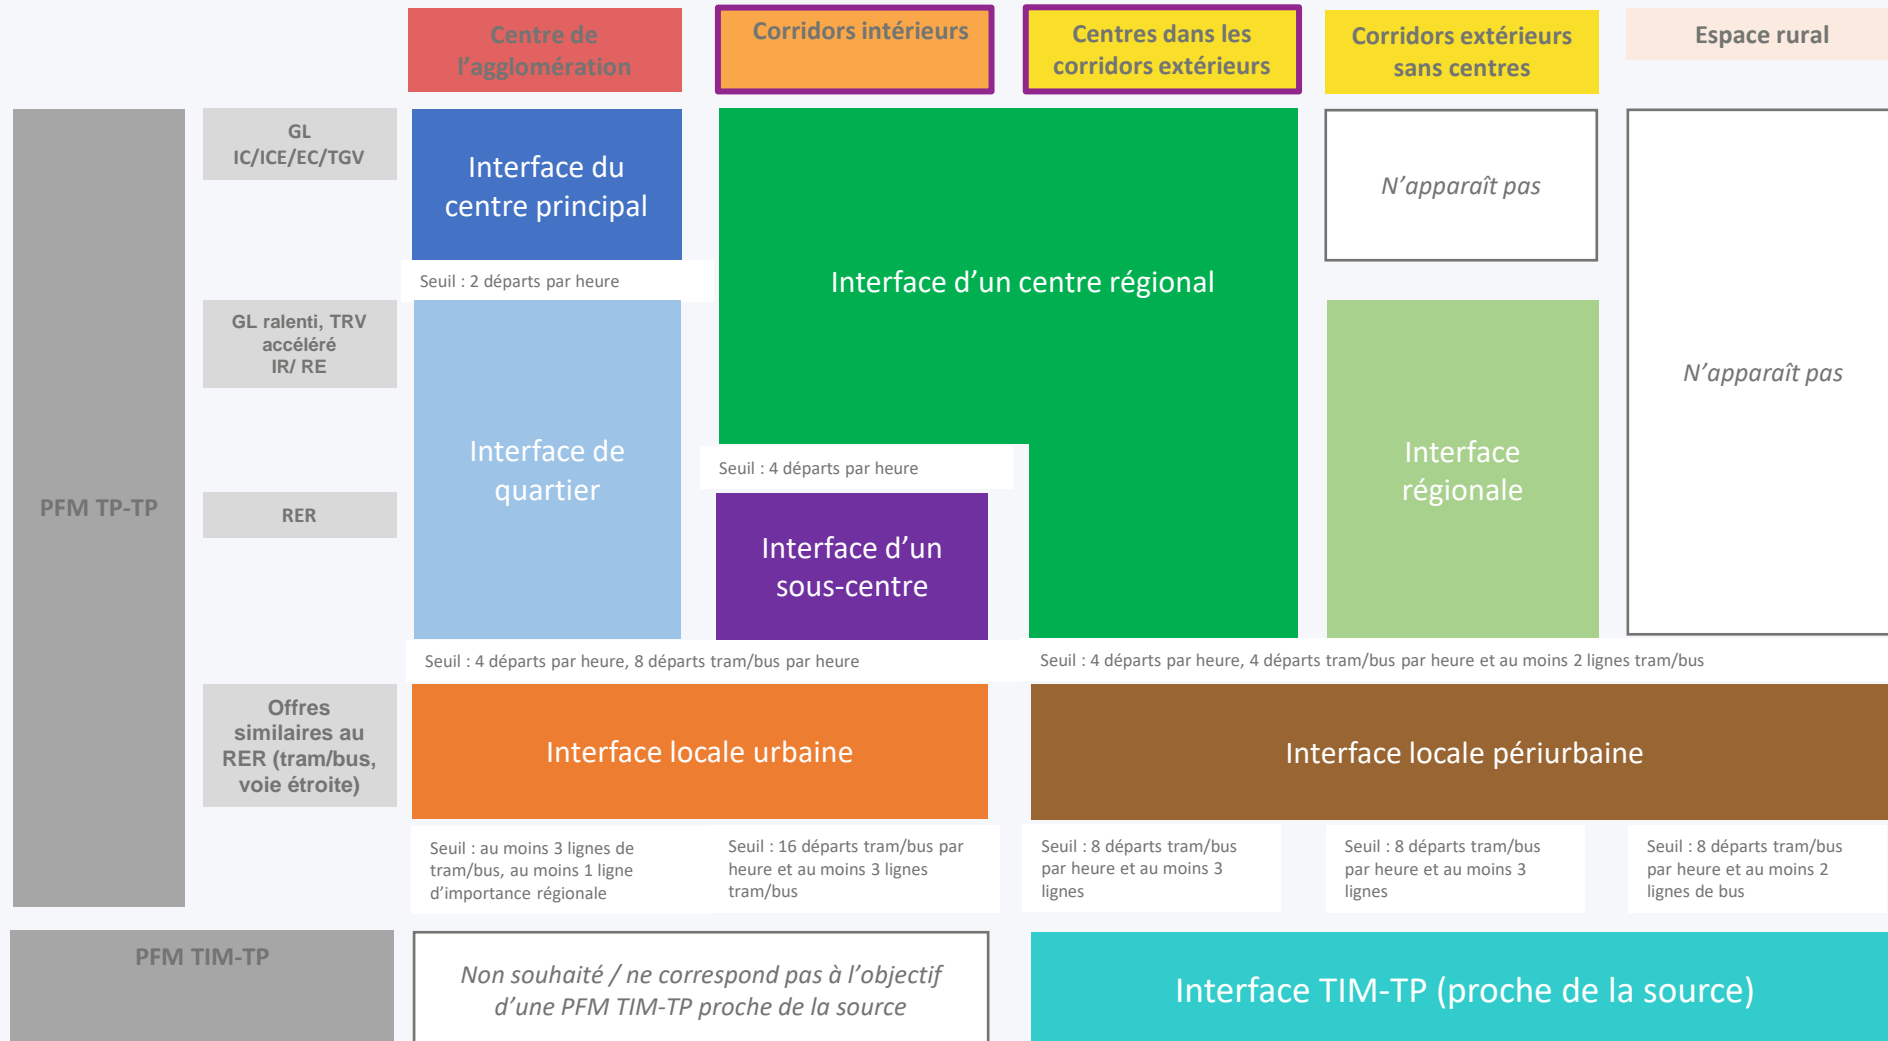 Centre de
l'agglomération
Corridors intérieurs
Centres dans les
corridors extérieurs
Corridors extérieurs
sans centres
Espace rural
PFM TP-TP
GL
IC/ICE/EC/TGV
Interface du
centre principal
Interface d'un centre régional
N'apparaît pas
N'apparaît pas
Seuil : 2 départs par heure
GL ralenti, TRV
accéléré
IR/ RE
Interface de
quartier
Seuil : 4 départs par heure
Interface
régionale
RER
Interface d'un
sous-centre
Seuil : 4 départs par heure, 8 départs tram/bus par heure
Seuil : 4 départs par heure, 4 départs tram/bus par heure et au moins 2 lignes tram/bus
Offres
similaires au
RER (tram/bus,
voie étroite)
Interface locale urbaine
Interface locale périurbaine
Seuil : au moins 3 lignes de
tram/bus, au moins 1 ligne
d'importance régionale
Seuil : 16 départs tram/bus par
heure et au moins 3 lignes
tram/bus
Seuil : 8 départs tram/bus
par heure et au moins 3
lignes
Seuil : 8 départs tram/bus
par heure et au moins 3
lignes
Seuil : 8 départs tram/bus
par heure et au moins 2
lignes de bus
PFM TIM-TP
Non souhaité / ne correspond pas à l'objectif
d'une PFM TIM-TP proche de la source
Interface TIM-TP (proche de la source)